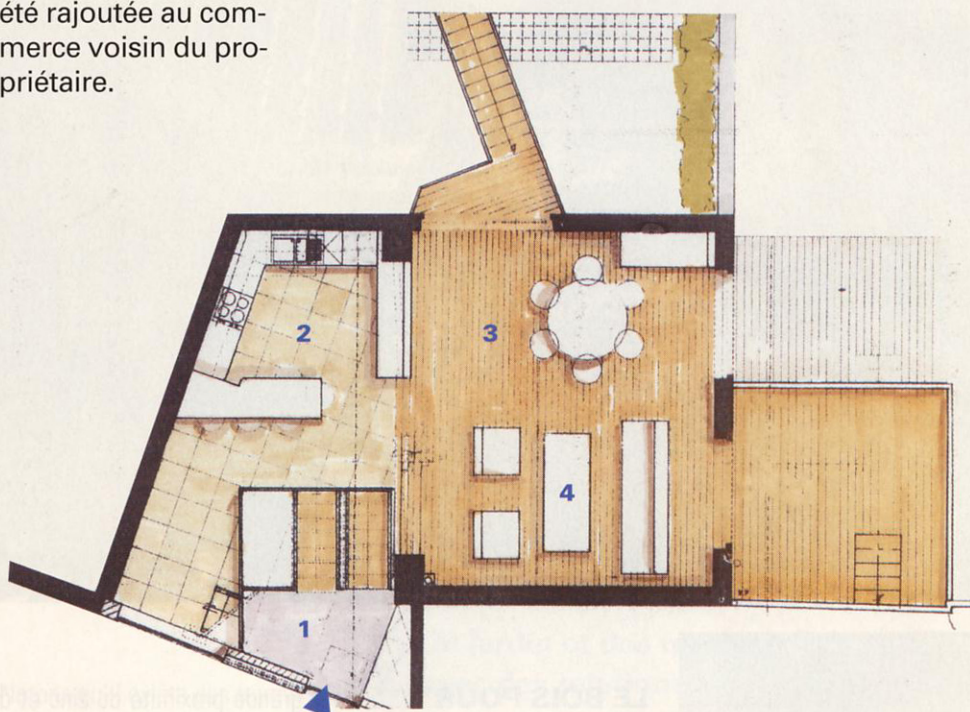 été rajoutée au com-
merce voisin du pro-
priétaire.
2
3
4
1